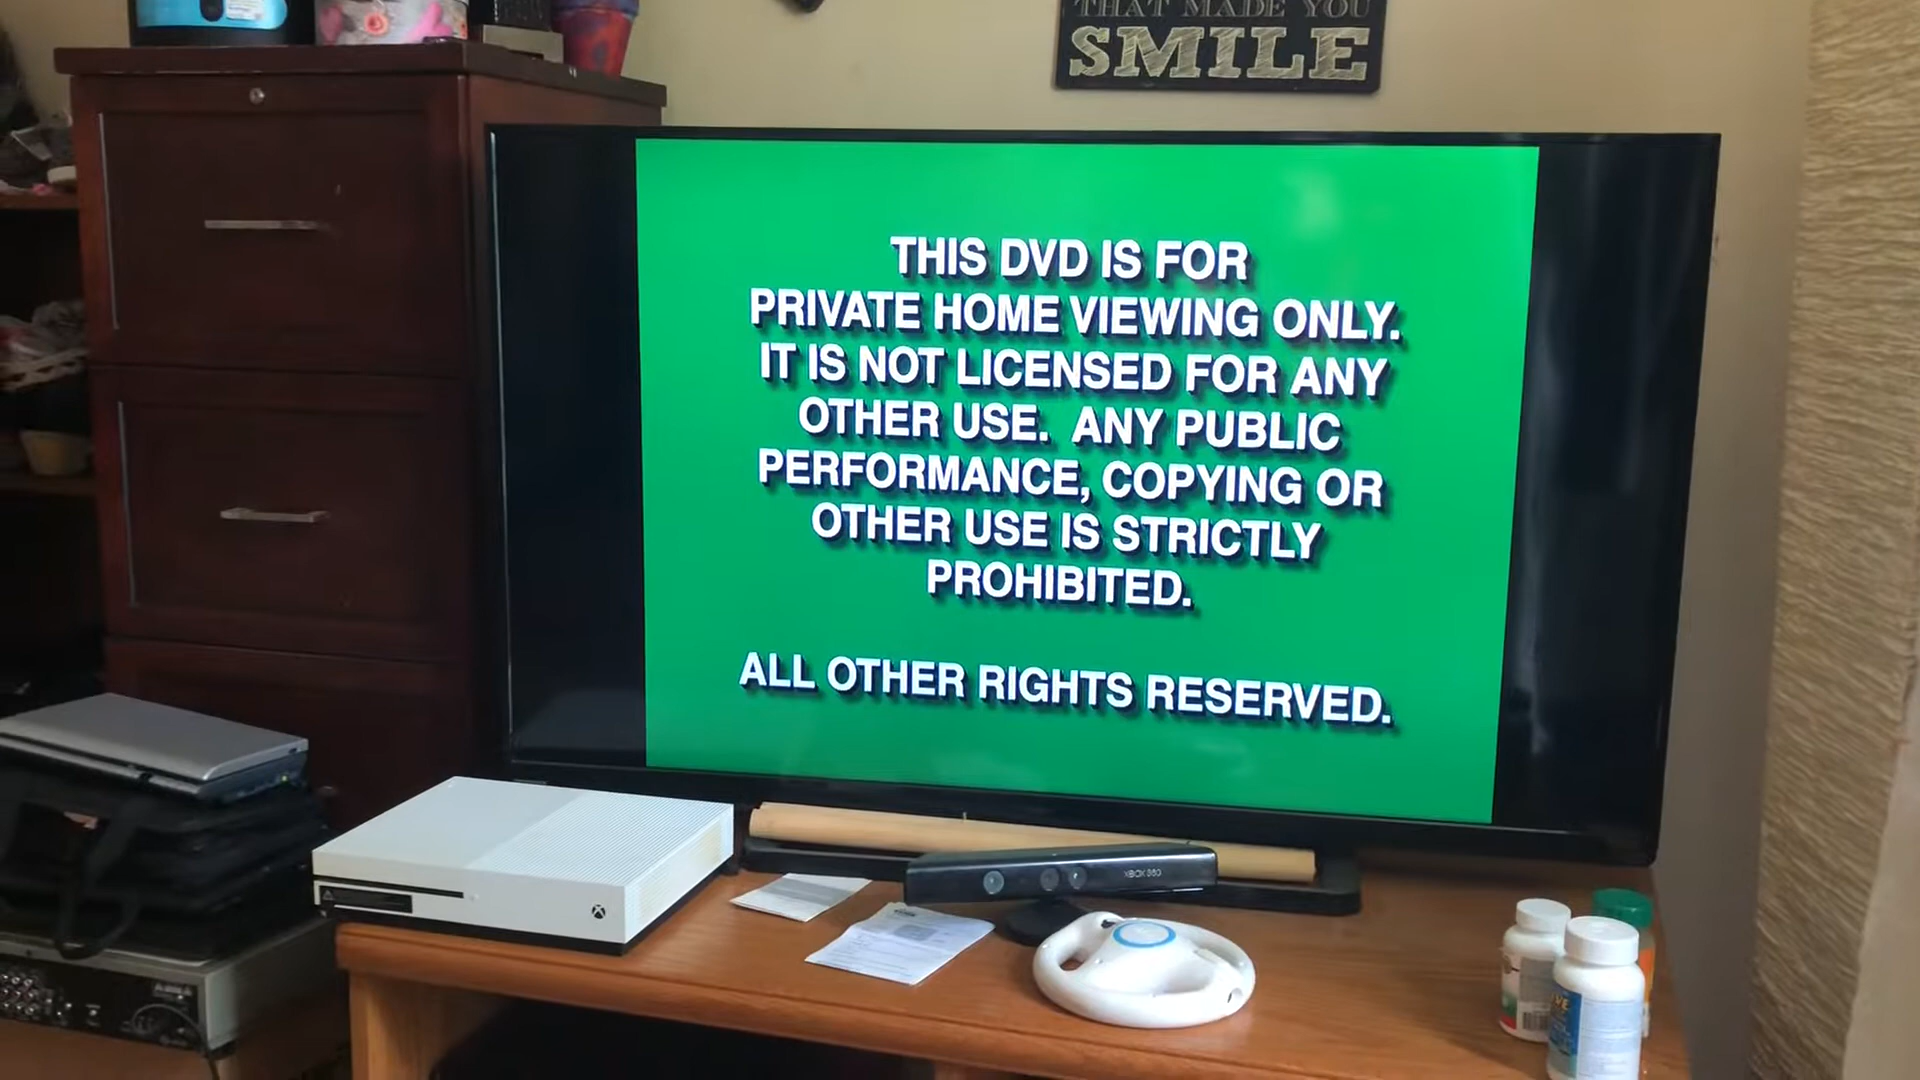 THAT MADE YOU
SMILE
THIS DVD IS FOR
PRIVATE HOME VIEWING ONLY.
IT IS NOT LICENSED FOR ANY
OTHER USE.  ANY PUBLIC
PERFORMANCE, COPYING OR
OTHER USE IS STRICTLY
PROHIBITED.
ALL OTHER RIGHTS RESERVED.
XBOX 360